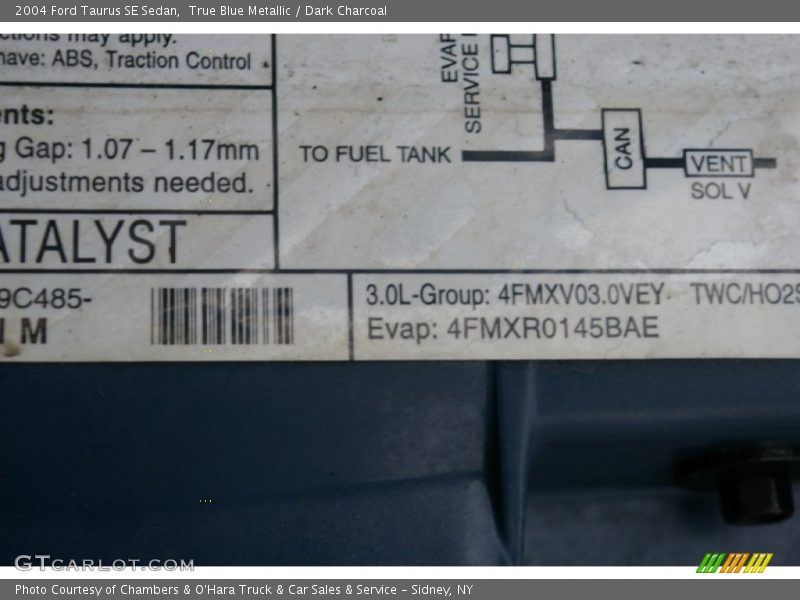 2004 Ford Taurus SE Sedan, True Blue Metallic / Dark Charcoal
may apply.
have: ABS, Traction Control
ents:
g Gap: 1.07 – 1.17mm
adjustments needed.
ATALYST
9C485-
M
EVAP
SERVICE
TO FUEL TANK
CAN
VENT
SOL V
3.0L-Group: 4FMXV03.0VEY TWC/HO2S
Evap: 4FMXR0145BAE
GTCARLOT.COM
Photo Courtesy of Chambers & O'Hara Truck & Car Sales & Service – Sidney, NY